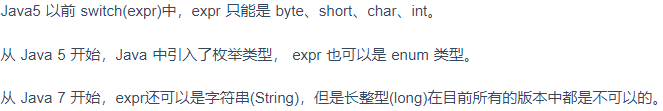 Java5 以前 switch(expr)中，expr 只能是 byte、short、char、int。
从 Java 5 开始，Java 中引入了枚举类型， expr 也可以是 enum 类型。
从 Java 7 开始，expr还可以是字符串(String)，但是长整型(long)在目前所有的版本中都是不可以的。